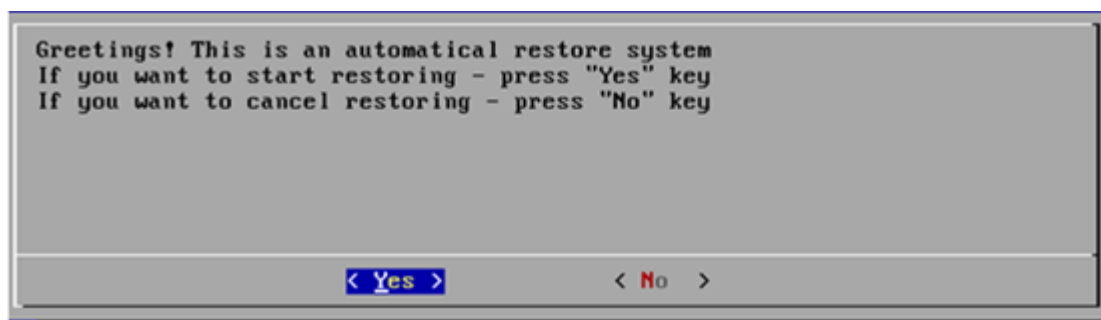 Greetings! This is an automatical restore system
If you want to start restoring - press "Yes" key
If you want to cancel restoring - press "No" key
< Yes > < No >